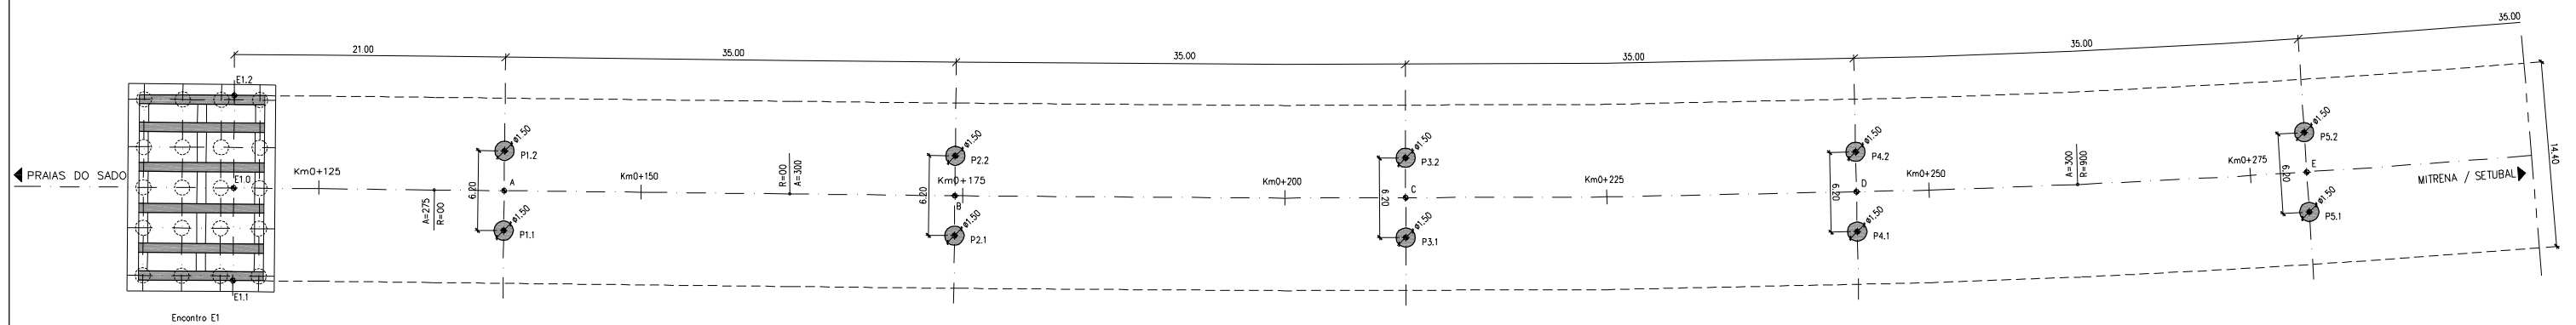 21.00
35.00
35.00
35.00
35.00
35.00
E1.2
PRAIAS DO SADO
E1.0
E1.1
Encontro E1
Km0+125
A=275
R=00
6.20
ø1.50
P1.2
A
ø1.50
P1.1
Km0+150
R=00
A=300
6.20
ø1.50
P2.2
Km0+175
B
ø1.50
P2.1
Km0+200
6.20
ø1.50
P3.2
C
ø1.50
P3.1
Km0+225
6.20
ø1.50
P4.2
D
ø1.50
P4.1
Km0+250
A=300
R=900
Km0+275
6.20
ø1.50
P5.2
E
ø1.50
P5.1
MITRENA / SETUBAL
14.40